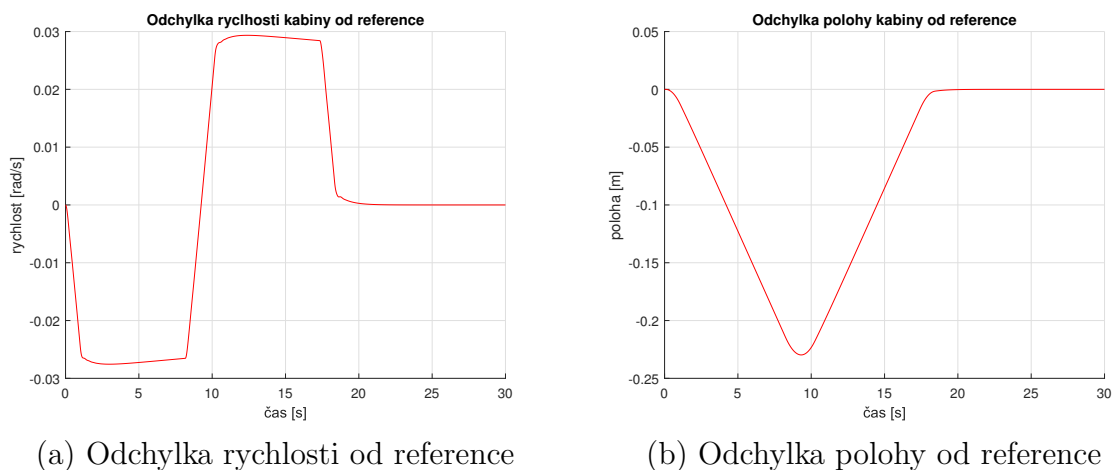 Odchylka ryclhosti kabiny od reference
0.03
0.02
0.01
0
-0.01
-0.02
-0.03
rychlost [rad/s]
0 5 10 15 20 25 30
čas [s]
(a) Odchylka rychlosti od reference
Odchylka polohy kabiny od reference
0.05
0
-0.05
-0.1
-0.15
-0.2
-0.25
poloha [m]
0 5 10 15 20 25 30
čas [s]
(b) Odchylka polohy od reference